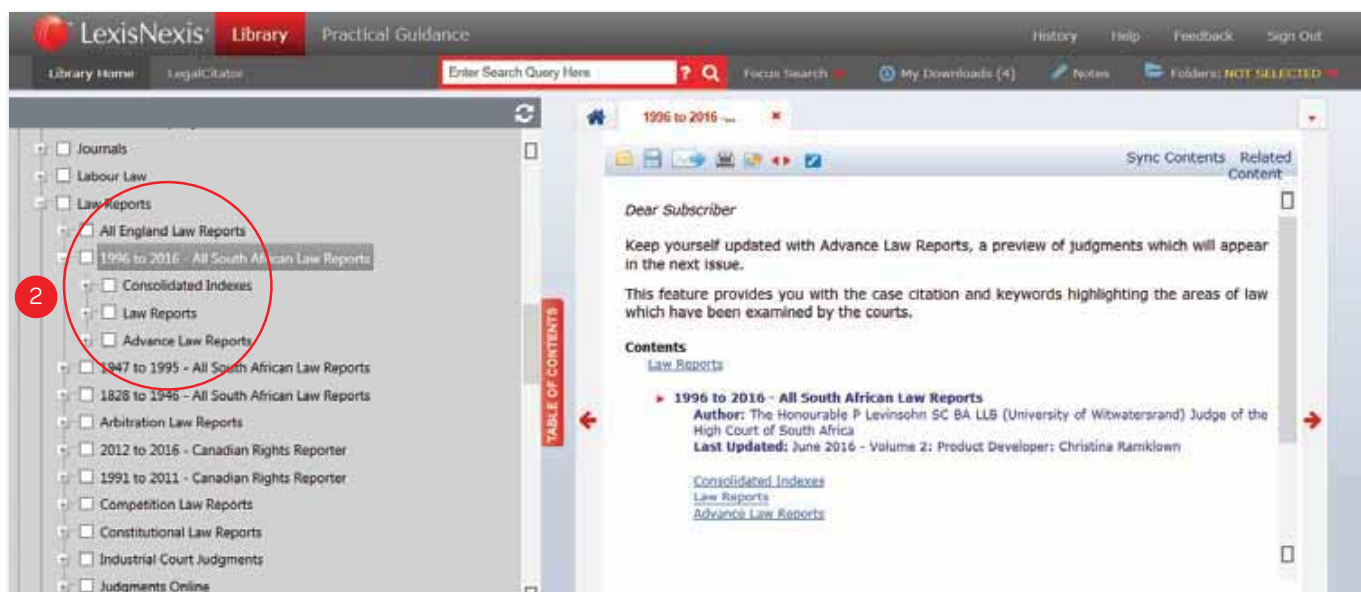 LexisNexis Library Practical Guidance History Help Feedback Sign Out
Library Home LegalCitator Enter Search Query Here ? Focus Search My Downloads (4) Notes Folders: NOT SELECTED
1996 to 2016 -...
Journals
Labour Law
Law Reports
All England Law Reports
1996 to 2016 - All South African Law Reports
Consolidated Indexes
Law Reports
Advance Law Reports
1947 to 1995 - All South African Law Reports
1828 to 1946 - All South African Law Reports
Arbitration Law Reports
2012 to 2016 - Canadian Rights Reporter
1991 to 2011 - Canadian Rights Reporter
Competition Law Reports
Constitutional Law Reports
Industrial Court Judgments
Judgments Online
2
TABLE OF CONTENTS
Sync Contents Related
Content
Dear Subscriber
Keep yourself updated with Advance Law Reports, a preview of judgments which will appear
in the next issue.
This feature provides you with the case citation and keywords highlighting the areas of law
which have been examined by the courts.
Contents
Law Reports
1996 to 2016 - All South African Law Reports
Author: The Honourable P Levinsohn SC BA LLB (University of Witwatersrand) Judge of the
High Court of South Africa
Last Updated: June 2016 - Volume 2: Product Developer: Christina Ramklown
Consolidated Indexes
Law Reports
Advance Law Reports